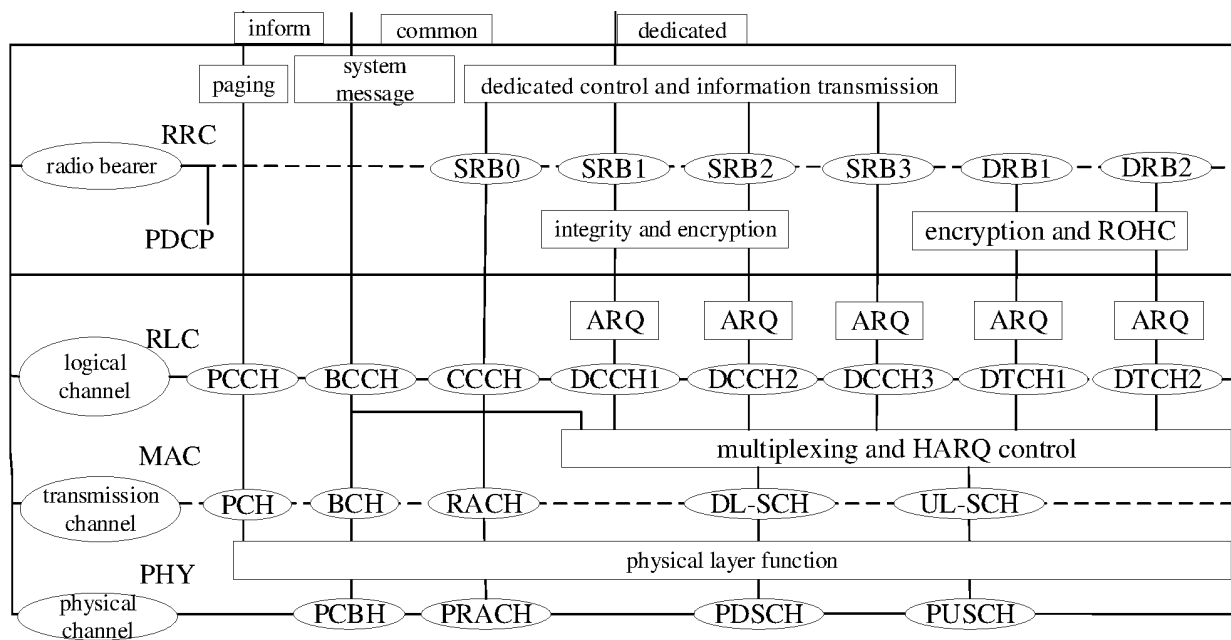 inform common dedicated
paging system dedicated control and information transmission
message
RRC
radio bearer SRB0 SRB1 SRB2 SRB3 DRB1 DRB2
PDCP integrity and encryption encryption and ROHC
ARQ ARQ ARQ ARQ ARQ
RLC
logical
channel PCCH BCCH CCCH DCCH1 DCCH2 DCCH3 DTCH1 DTCH2
MAC multiplexing and HARQ control
transmission
channel PCH BCH RACH DL-SCH UL-SCH
physical layer function
PHY
physical
channel PCBH PRACH PDSCH PUSCH